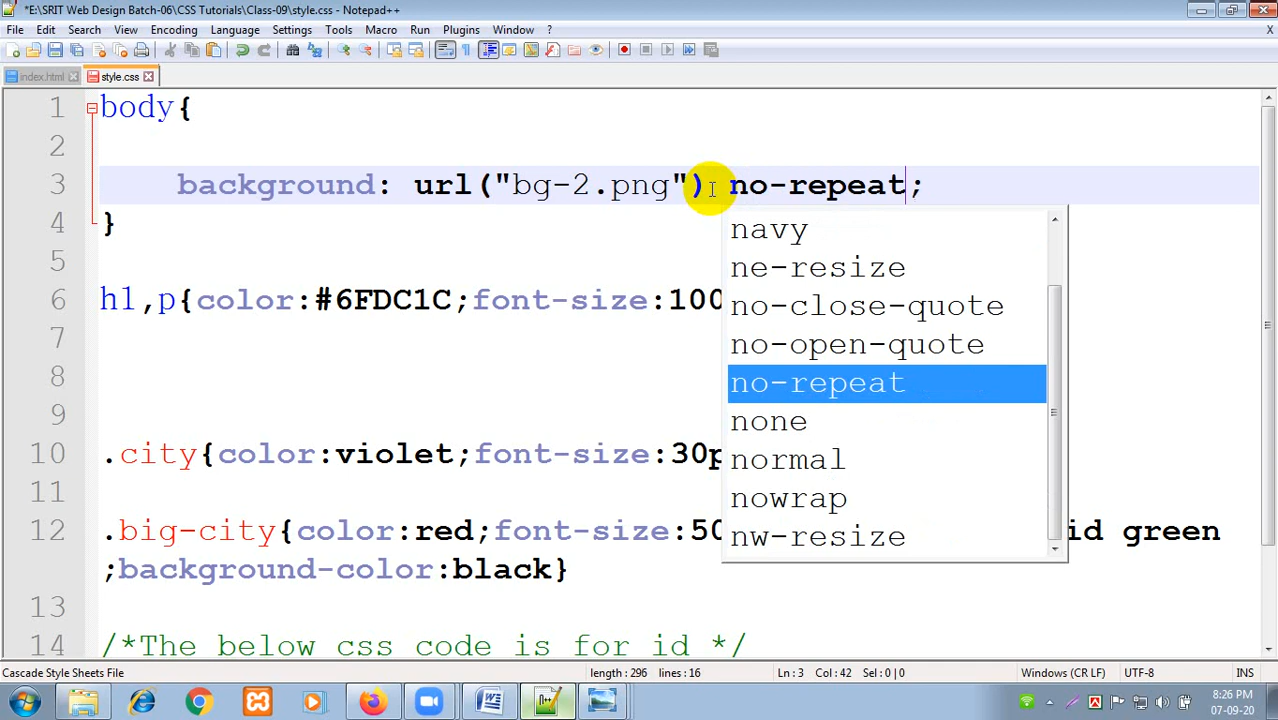 *E:\SRIT Web Design Batch-06\CSS Tutorials\Class-09\style.css - Notepad++
File Edit Search View Encoding Language Settings Tools Macro Run Plugins Window ? X
index.html style.css
1 body{
2
3 background: url("bg-2.png") no-repeat;
4 }
navy
5
ne-resize
6 h1,p{color:#6FDC1C;font-size:100
no-close-quote
7
no-open-quote
8
no-repeat
9
none
10 .city{color:violet;font-size:30p
normal
11
nowrap
12 .big-city{color:red;font-size:50 id green
nw-resize
;background-color:black}
13
14 /*The below css code is for id */
Cascade Style Sheets File length : 296 lines : 16 Ln : 3 Col : 42 Sel : 0 | 0 Windows (CR LF) UTF-8 INS
8:26 PM
07-09-20